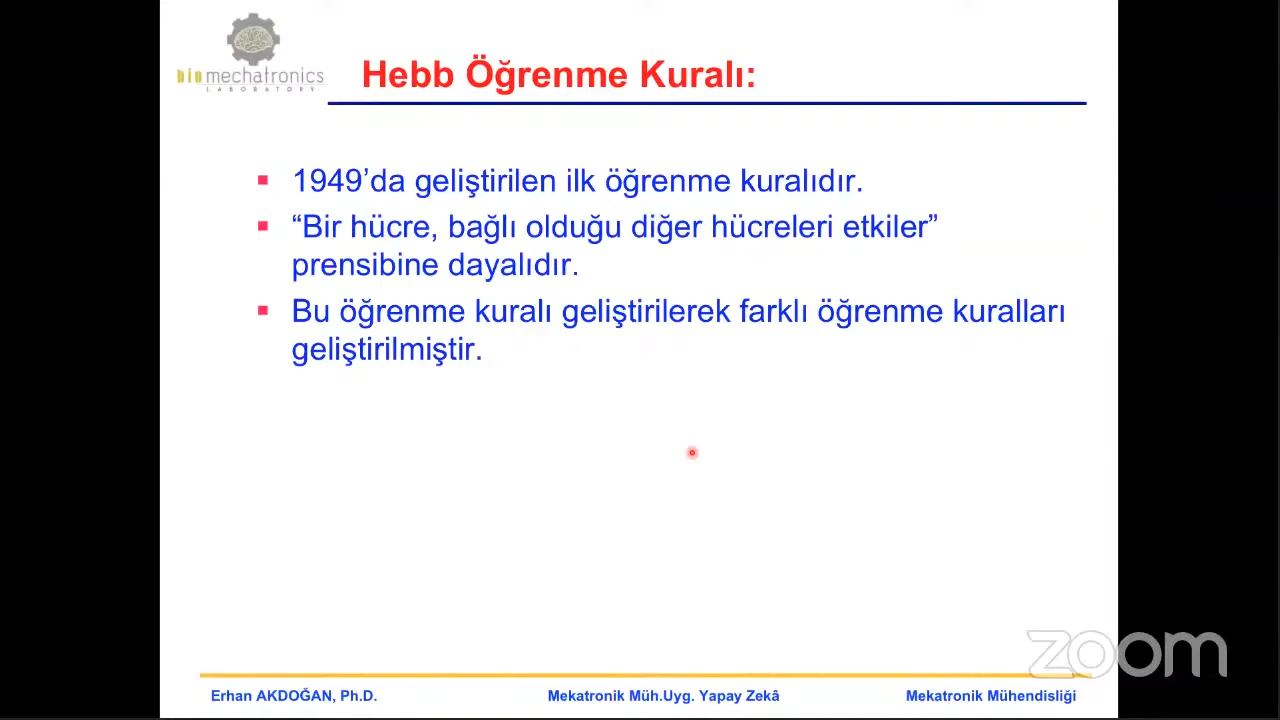 biomechatronics
LABORATORY
Hebb Öğrenme Kuralı:
1949’da geliştirilen ilk öğrenme kuralıdır.
“Bir hücre, bağlı olduğu diğer hücreleri etkiler”
prensibine dayalıdır.
Bu öğrenme kuralı geliştirilerek farklı öğrenme kuralları
geliştirilmiştir.
zoom
Erhan AKDOĞAN, Ph.D.
Mekatronik Müh.Uyg. Yapay Zekâ
Mekatronik Mühendisliği